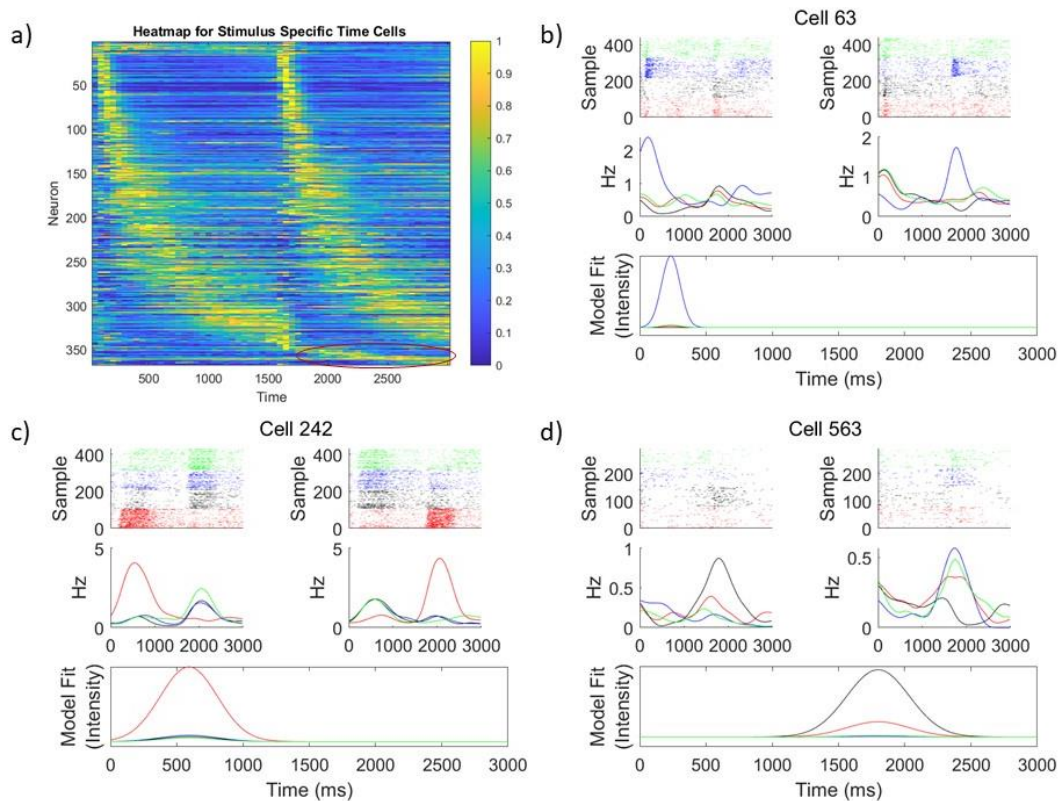 a)
Heatmap for Stimulus Specific Time Cells
Neuron
50
100
150
200
250
300
350
500 1000 1500 2000 2500
Time
1
0.9
0.8
0.7
0.6
0.5
0.4
0.3
0.2
0.1
0
b)
Cell 63
Sample
400
200
0
Sample
400
200
0
Hz
2
1
0
0 1000 2000 3000
Hz
2
1
0
0 1000 2000 3000
Model Fit
(Intensity)
0 500 1000 1500 2000 2500 3000
Time (ms)
c)
Cell 242
Sample
400
200
0
Sample
400
200
0
Hz
5
0
0 1000 2000 3000
Hz
5
0
0 1000 2000 3000
Model Fit
(Intensity)
0 500 1000 1500 2000 2500 3000
Time (ms)
d)
Cell 563
Sample
200
0
Sample
200
0
Hz
1
0.5
0
0 1000 2000 3000
Hz
0.5
0
0 1000 2000 3000
Model Fit
(Intensity)
0 500 1000 1500 2000 2500 3000
Time (ms)